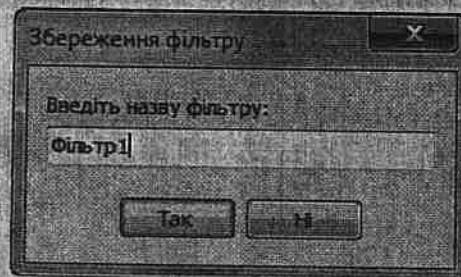 Збереження фільтру
Введіть назву фільтру:
Фільтр1
Так Ні